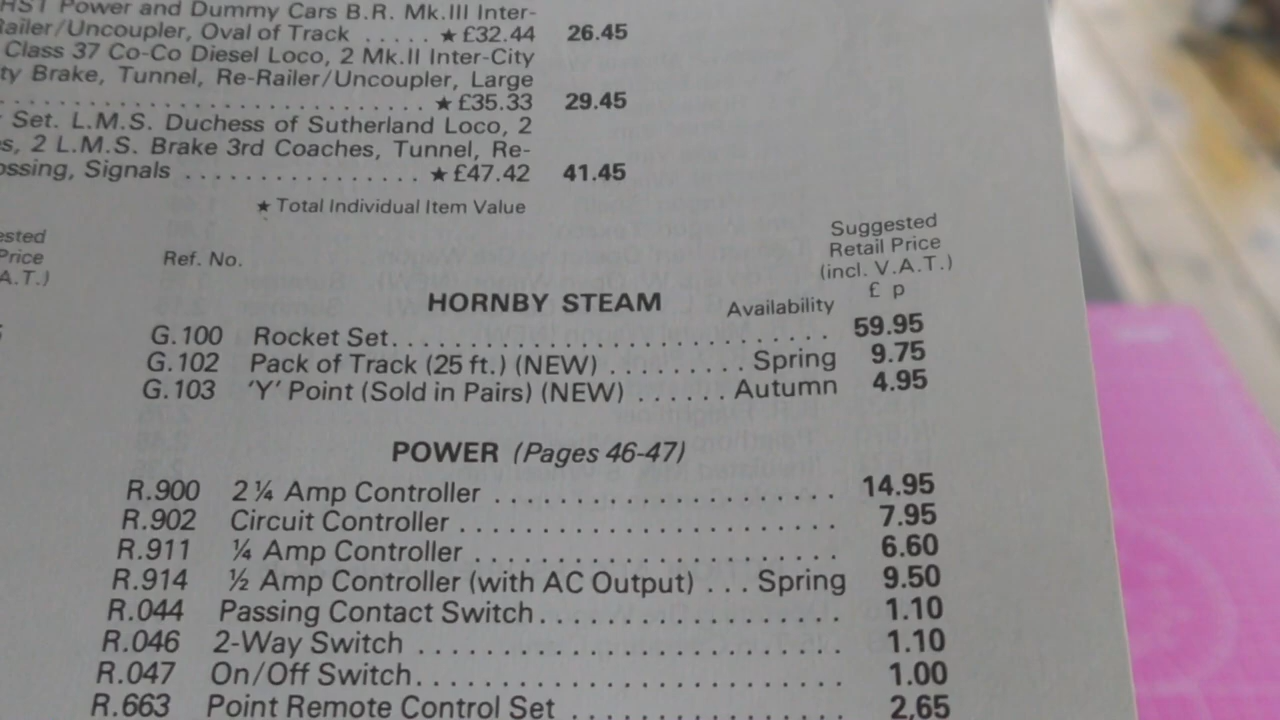 HST Power and Dummy Cars B.R. Mk.III Inter-
Railer/Uncoupler, Oval of Track ..... ★ £32.44 26.45
Class 37 Co-Co Diesel Loco, 2 Mk.II Inter-City
ty Brake, Tunnel, Re-Railer/Uncoupler, Large
................................ ★ £35.33 29.45
Set. L.M.S. Duchess of Sutherland Loco, 2
s, 2 L.M.S. Brake 3rd Coaches, Tunnel, Re-
ossing, Signals ................ ★ £47.42 41.45
★ Total Individual Item Value
ested
Price
A.T.)
Ref. No.
Suggested
Retail Price
(incl. V.A.T.)
£ p
HORNBY STEAM Availability
G.100 Rocket Set............................. 59.95
G.102 Pack of Track (25 ft.) (NEW) ......... Spring 9.75
G.103 'Y' Point (Sold in Pairs) (NEW) ...... Autumn 4.95
POWER (Pages 46-47)
R.900 2¼ Amp Controller .................... 14.95
R.902 Circuit Controller ...................... 7.95
R.911 ¼ Amp Controller ..................... 6.60
R.914 ½ Amp Controller (with AC Output) ... Spring 9.50
R.044 Passing Contact Switch................. 1.10
R.046 2-Way Switch ........................ 1.10
R.047 On/Off Switch........................ 1.00
R.663 Point Remote Control Set ............... 2,65